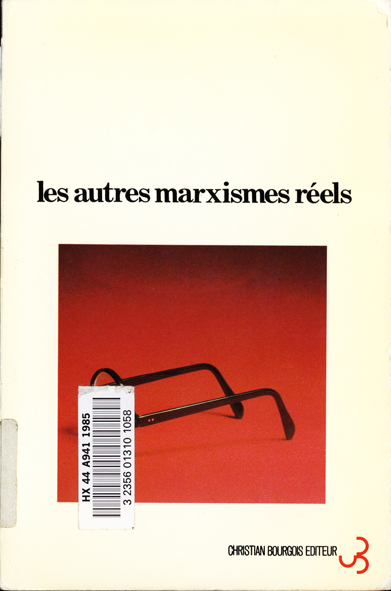 les autres marxismes réels
HX 44 A941 1985
3 2356 01310 1058
CHRISTIAN BOURGOIS EDITEUR